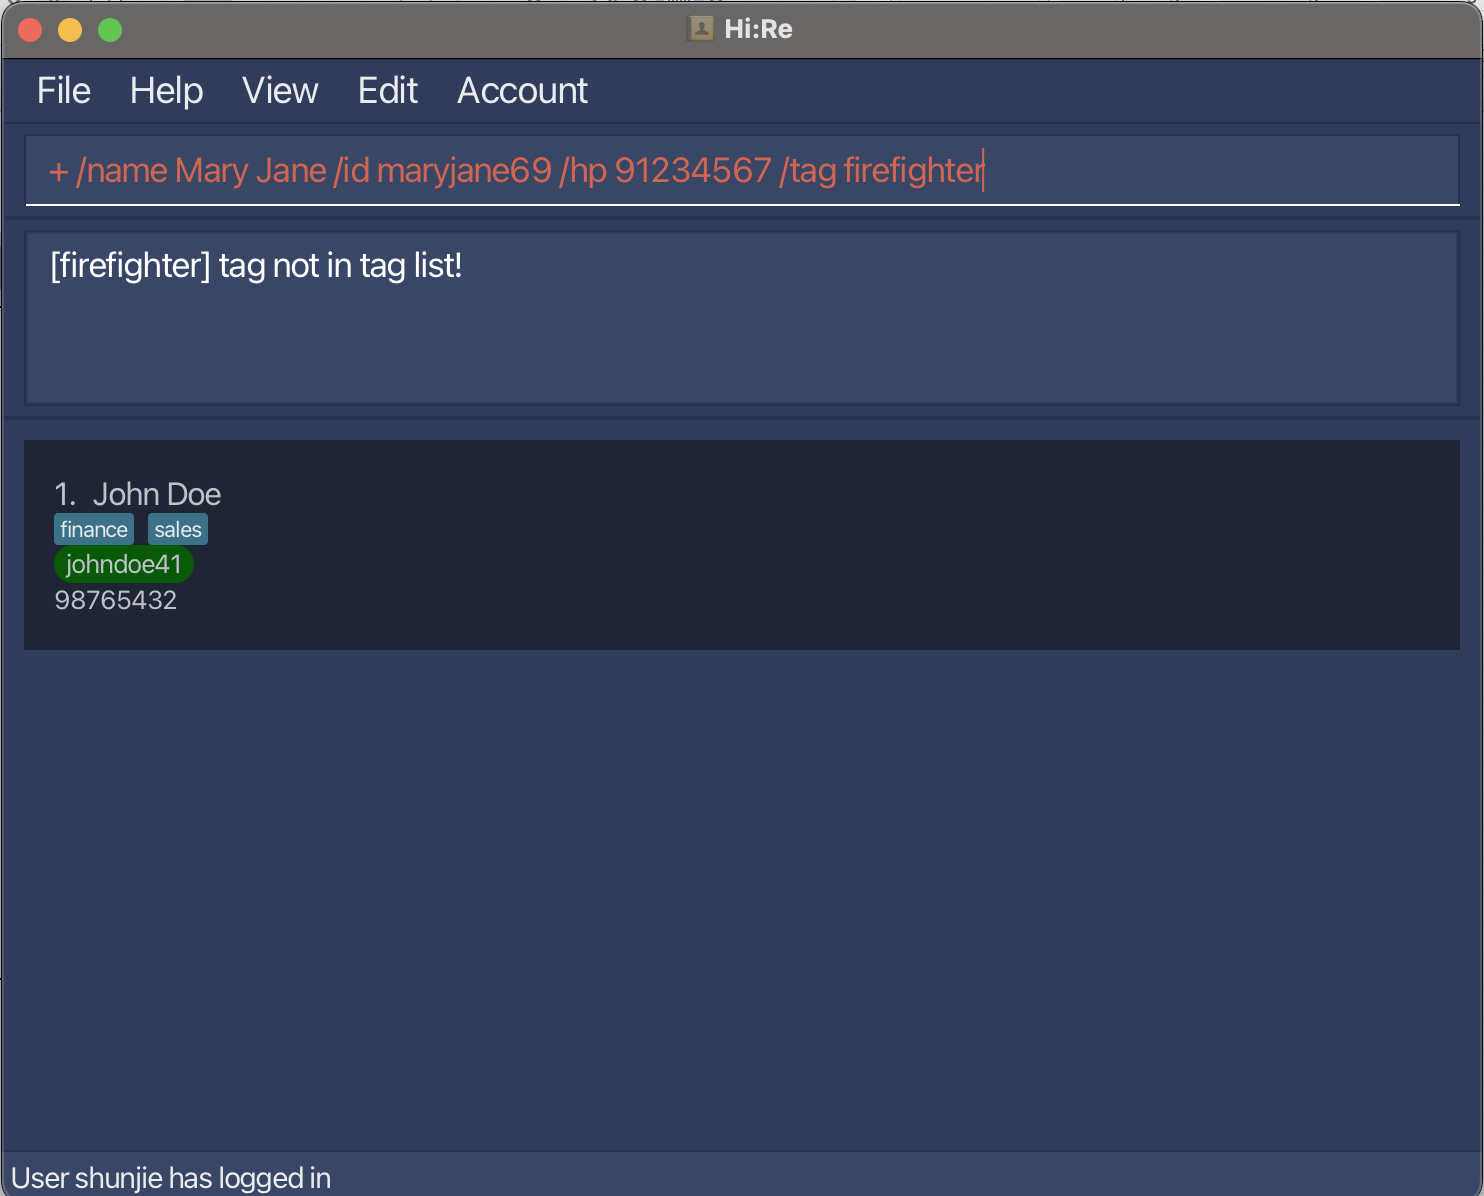 Hi:Re
File Help View Edit Account
+ /name Mary Jane /id maryjane69 /hp 91234567 /tag firefighter
[firefighter] tag not in tag list!
1. John Doe
finance sales
johndoe41
98765432
User shunjie has logged in